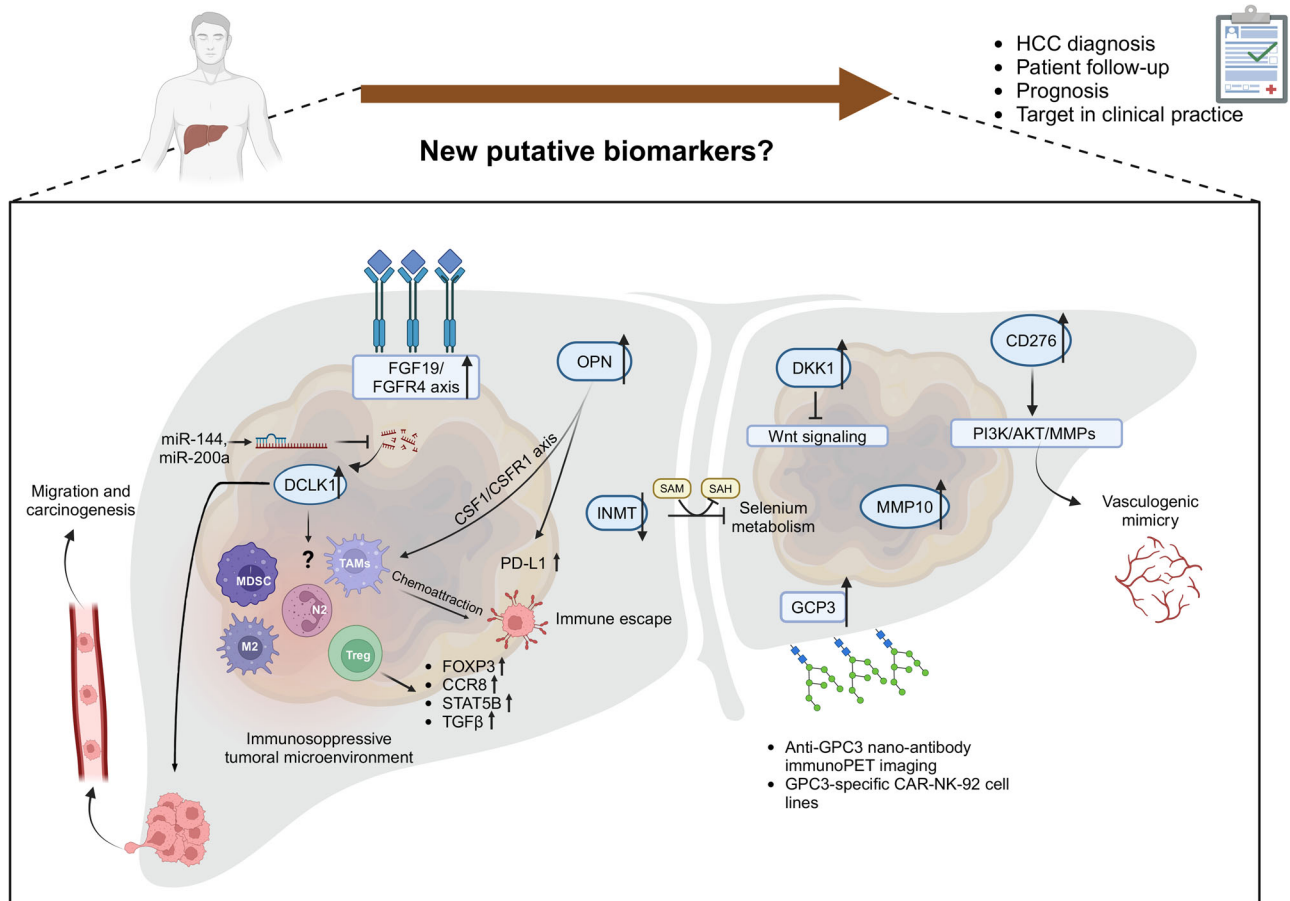 • HCC diagnosis
• Patient follow-up
• Prognosis
• Target in clinical practice
New putative biomarkers?
FGF19/
FGFR4 axis
OPN
DKK1
CD276
Wnt signaling
PI3K/AKT/MMPs
miR-144,
miR-200a
DCLK1
CSF1/CSFR1 axis
Migration and
carcinogenesis
?
MDSC
TAMs
N2
M2
Treg
Chemoattraction
PD-L1
Immune escape
INMT
SAM
SAH
Selenium
metabolism
MMP10
Vasculogenic
mimicry
GCP3
• FOXP3
• CCR8
• STAT5B
• TGFβ
Immunosoppressive
tumoral microenvironment
• Anti-GPC3 nano-antibody
immunoPET imaging
• GPC3-specific CAR-NK-92 cell
lines